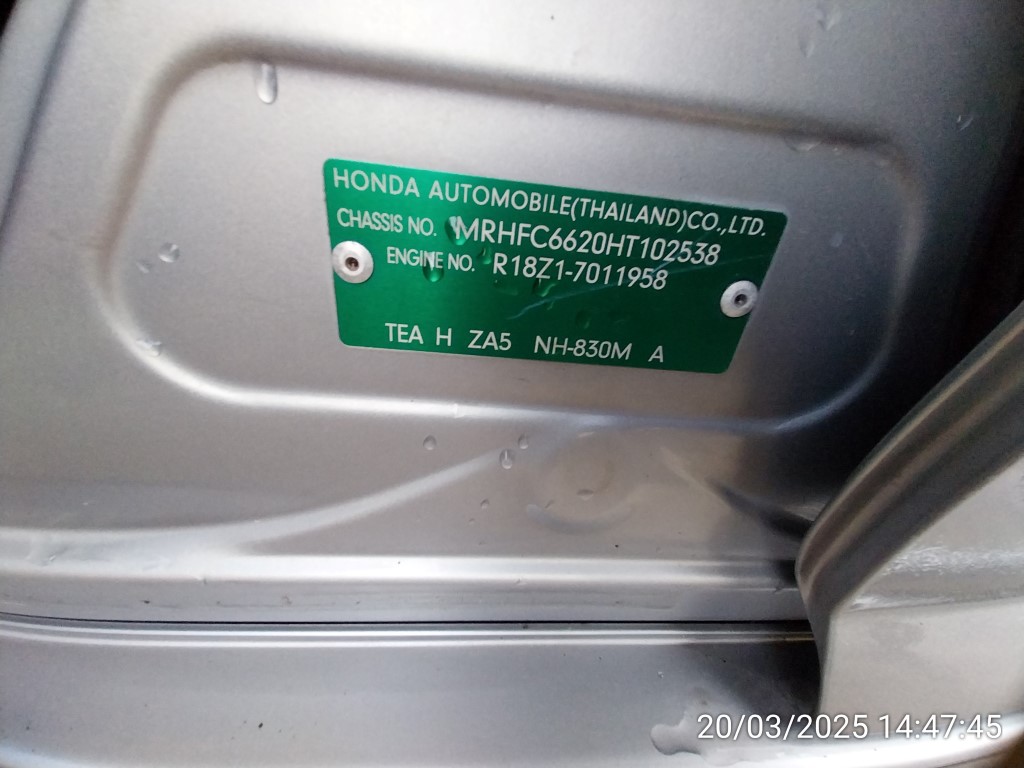 HONDA AUTOMOBILE(THAILAND)CO.,LTD.
CHASSIS NO. MRHFC6620HT102538
ENGINE NO. R18Z1-7011958
TEA H ZA5 NH-830M A
20/03/2025 14:47:45